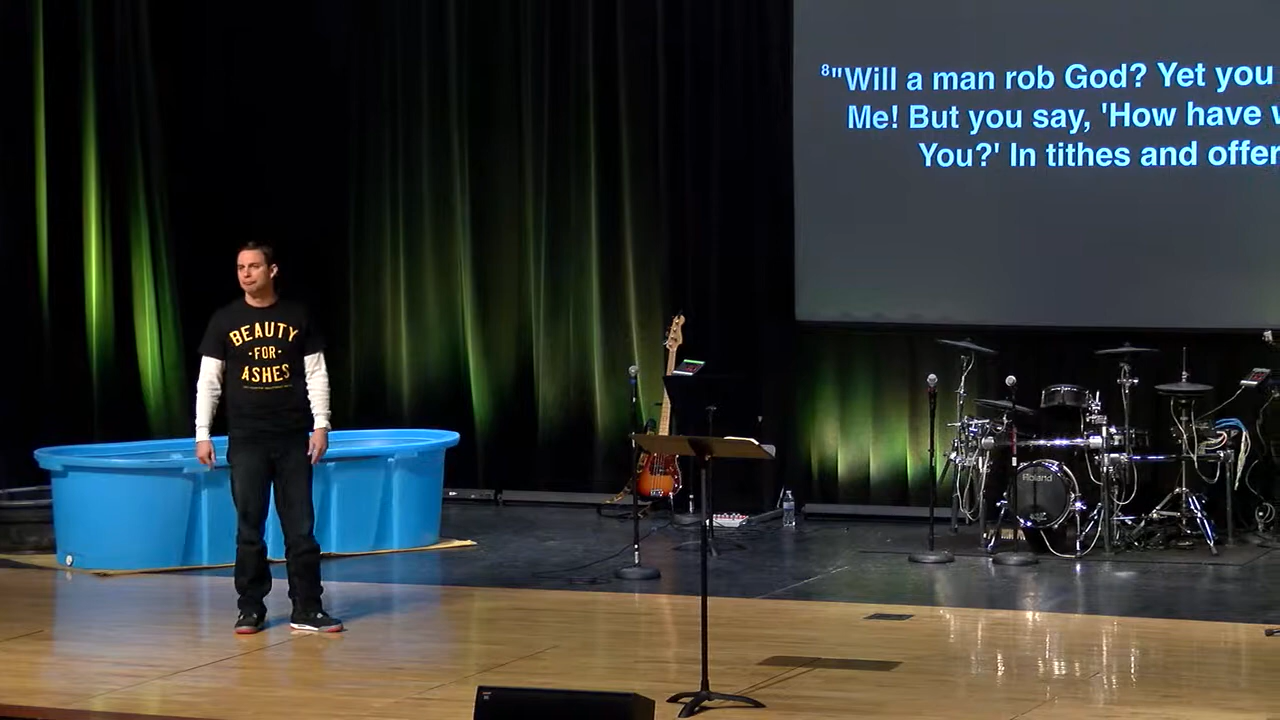 ⁸"Will a man rob God? Yet you
Me! But you say, 'How have
You?' In tithes and offer
BEAUTY
·FOR·
ASHES
Roland